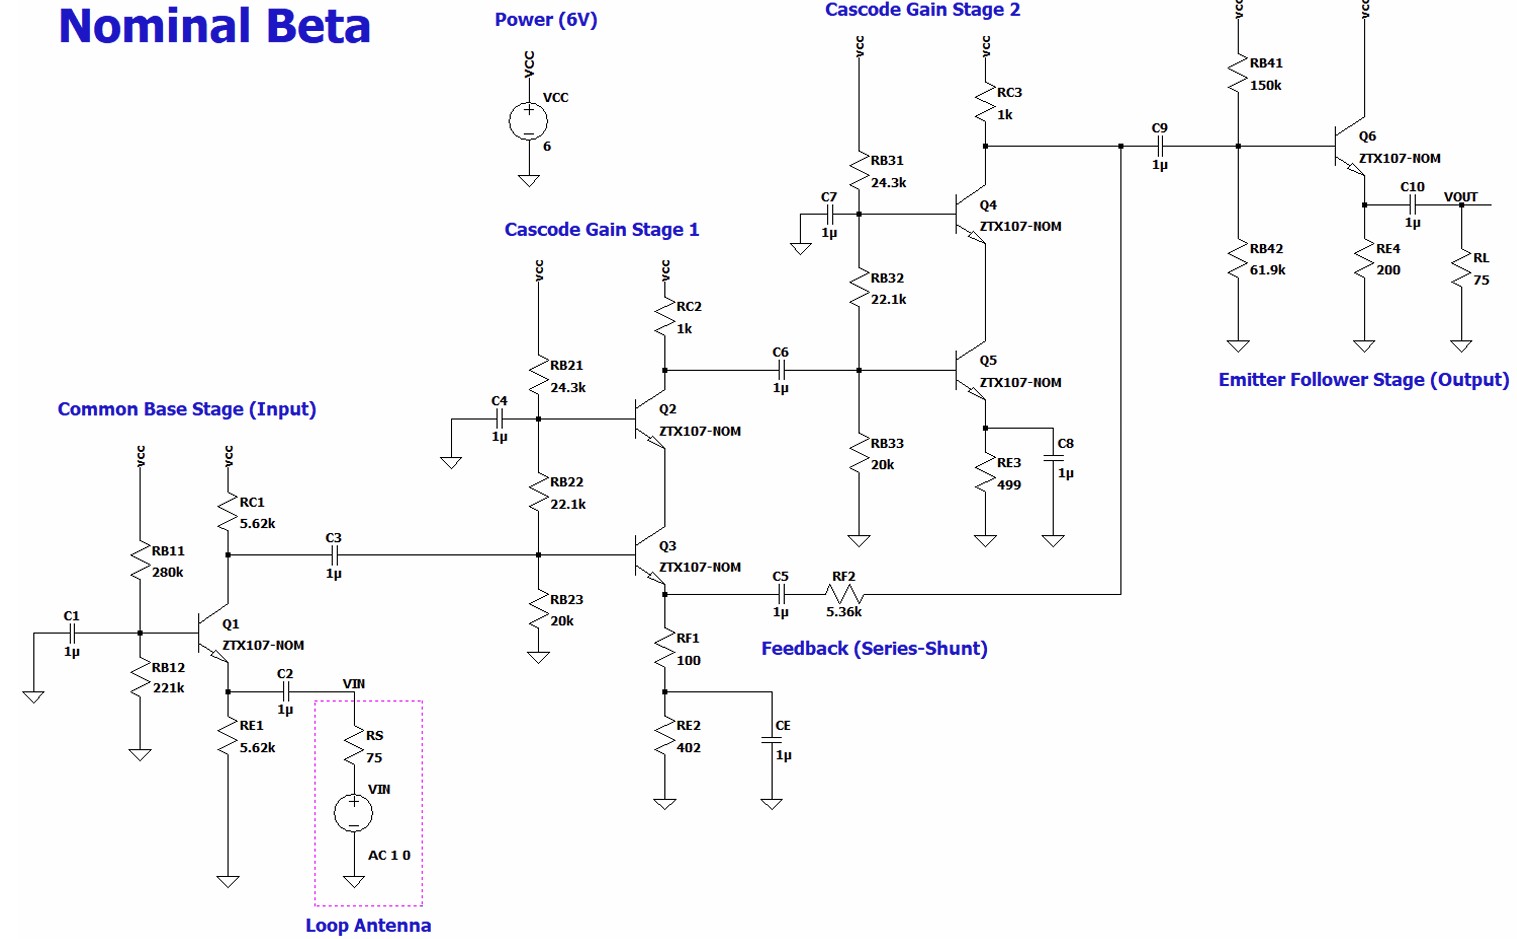 Nominal Beta
Power (6V)
VCC
VCC
6
Cascode Gain Stage 2
vcc
RB31
24.3k
C7
1µ
RB32
22.1k
RB33
20k
vcc
RC3
1k
Q4
ZTX107-NOM
Q5
ZTX107-NOM
RE3
499
C8
1µ
C9
1µ
vcc
RB41
150k
RB42
61.9k
vcc
Q6
ZTX107-NOM
C10
1µ
VOUT
RE4
200
RL
75
Emitter Follower Stage (Output)
Cascode Gain Stage 1
vcc
RB21
24.3k
C4
1µ
RB22
22.1k
RB23
20k
vcc
RC2
1k
C6
1µ
Q2
ZTX107-NOM
Q3
ZTX107-NOM
C5
1µ
RF2
5.36k
Feedback (Series-Shunt)
RF1
100
RE2
402
CE
1µ
Common Base Stage (Input)
vcc
RB11
280k
C1
1µ
RB12
221k
vcc
RC1
5.62k
C3
1µ
Q1
ZTX107-NOM
C2
1µ
VIN
RE1
5.62k
RS
75
VIN
AC 1 0
Loop Antenna